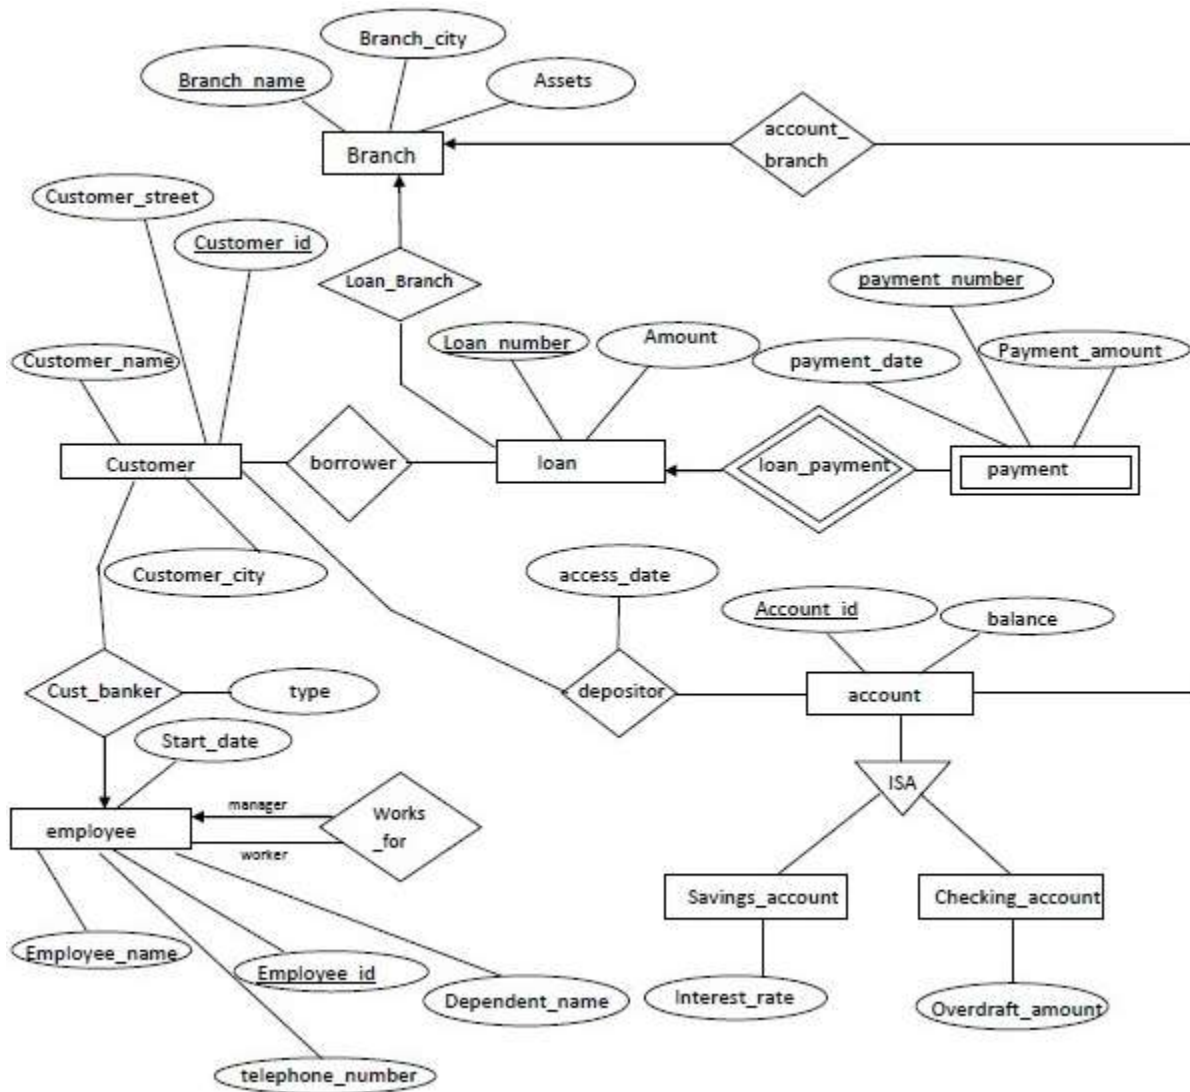 Branch_city
Branch_name
Assets
account_
branch
Branch
Customer_street
Customer_id
Loan_Branch
payment_number
Loan_number
Amount
Customer_name
payment_date
Payment_amount
Customer
borrower
loan
loan_payment
payment
Customer_city
access_date
Account_id
balance
Cust_banker
type
depositor
account
Start_date
ISA
manager
Works
_for
employee
worker
Savings_account
Checking_account
Employee_name
Employee_id
Dependent_name
Interest_rate
Overdraft_amount
telephone_number